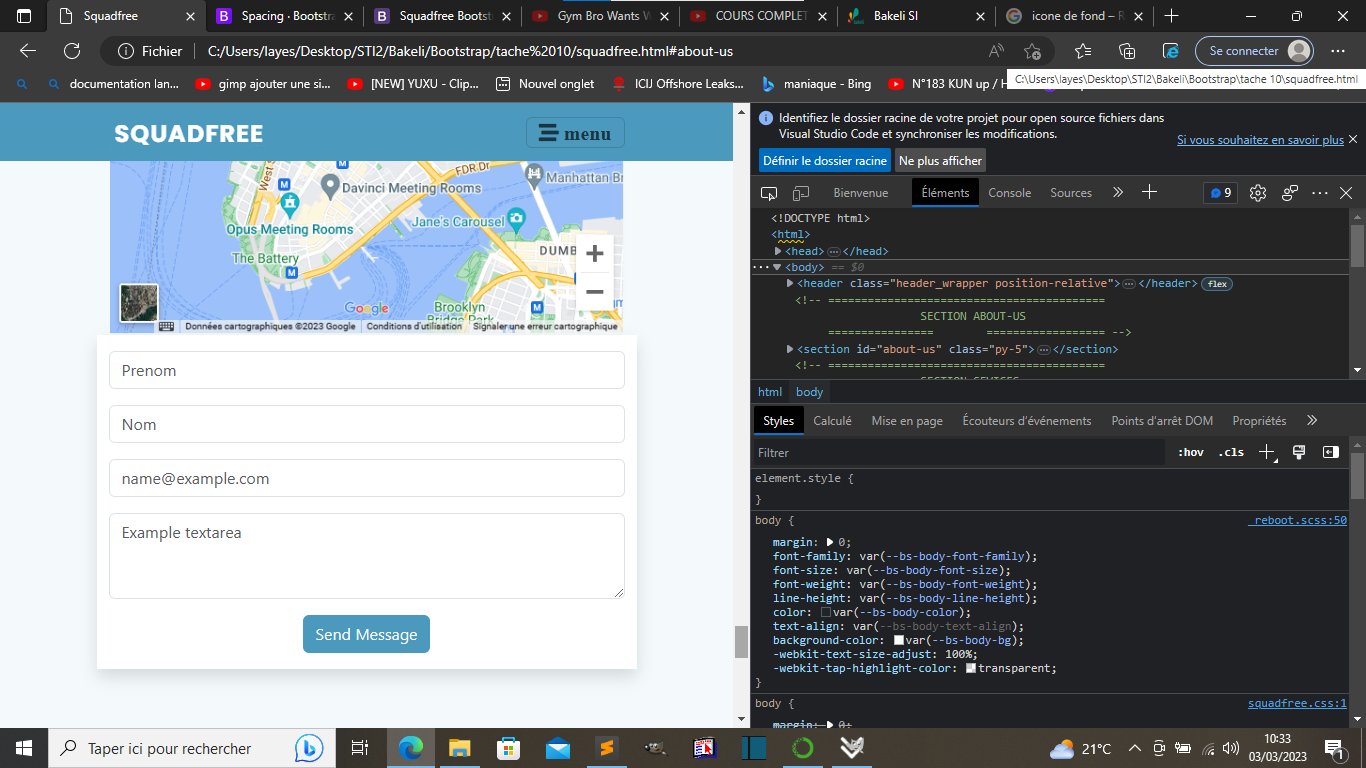 Squadfree
Spacing · Bootstra
Squadfree Bootst
Gym Bro Wants
COURS COMPLET
Bakeli SI
icone de fond – R
Fichier
C:/Users/layes/Desktop/STI2/Bakeli/Bootstrap/tache%2010/squadfree.html#about-us
Se connecter
documentation lan...
gimp ajouter une si...
[NEW] YUXU - Clip...
Nouvel onglet
ICIJ Offshore Leaks...
maniaque - Bing
N°183 KUN up / H
C:\Users\layes\Desktop\STI2\Bakeli\Bootstrap\tache 10\squadfree.html
SQUADFREE
menu
West S
FDR Dr
Manhattan Br
Davinci Meeting Rooms
Jane's Carousel
Opus Meeting Rooms
DUMB
The Battery
Google
Brooklyn
Bridge Park
Données cartographiques ©2023 Google
Conditions d'utilisation
Signaler une erreur cartographique
Prenom
Nom
name@example.com
Example textarea
Send Message
Identifiez le dossier racine de votre projet pour open source fichiers dans
Visual Studio Code et synchroniser les modifications.
Si vous souhaitez en savoir plus
Définir le dossier racine
Ne plus afficher
Bienvenue
Éléments
Console
Sources
9
<!DOCTYPE html>
<html>
<head> ··· </head>
··· <body> == $0
<header class="header_wrapper position-relative"> ··· </header> flex
<!-- ==========================================
SECTION ABOUT-US
================ ================== -->
<section id="about-us" class="py-5"> ··· </section>
<!-- ==========================================
SECTION SEVICES
html body
Styles
Calculé
Mise en page
Écouteurs d'événements
Points d'arrêt DOM
Propriétés
Filtrer
:hov .cls
element.style {
}
body {
_reboot.scss:50
margin: 0;
font-family: var(--bs-body-font-family);
font-size: var(--bs-body-font-size);
font-weight: var(--bs-body-font-weight);
line-height: var(--bs-body-line-height);
color: var(--bs-body-color);
text-align: var(--bs-body-text-align);
background-color: var(--bs-body-bg);
-webkit-text-size-adjust: 100%;
-webkit-tap-highlight-color: transparent;
}
body {
squadfree.css:1
margin: 0;
Taper ici pour rechercher
21°C
10:33
03/03/2023
1